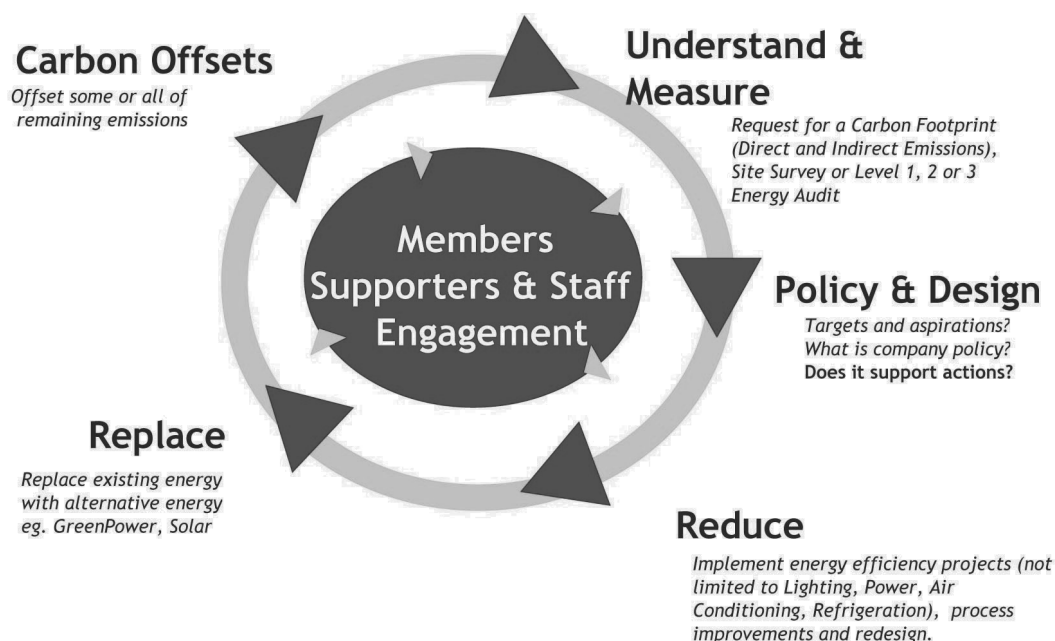 Carbon Offsets
Offset some or all of
remaining emissions
Understand &
Measure
Request for a Carbon Footprint
(Direct and Indirect Emissions),
Site Survey or Level 1, 2 or 3
Energy Audit
Members
Supporters & Staff
Engagement
Policy & Design
Targets and aspirations?
What is company policy?
Does it support actions?
Replace
Replace existing energy
with alternative energy
eg. GreenPower, Solar
Reduce
Implement energy efficiency projects (not
limited to Lighting, Power, Air
Conditioning, Refrigeration), process
improvements and redesign.